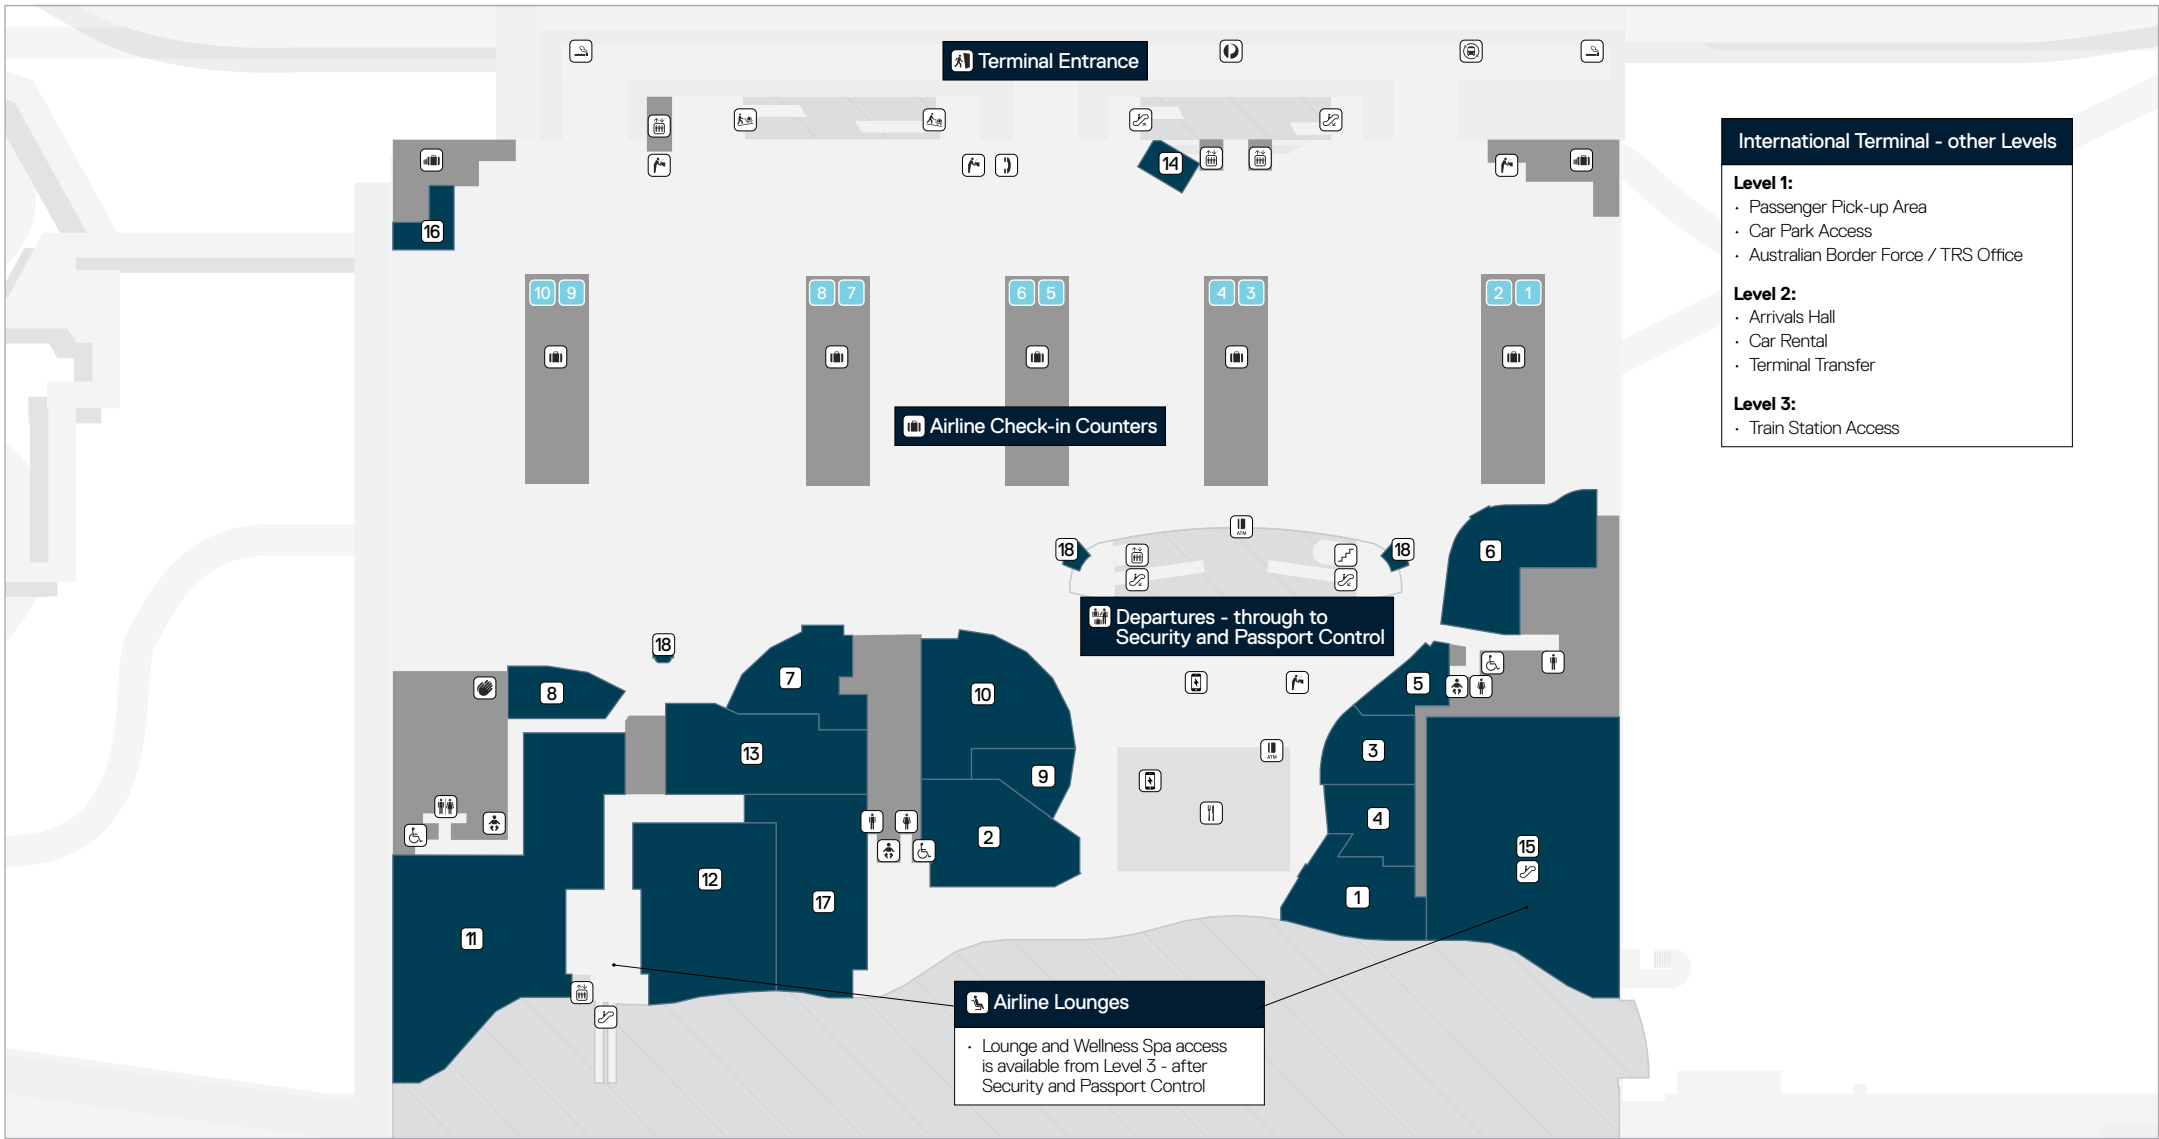 Terminal Entrance
14
16
International Terminal - other Levels
Level 1:
· Passenger Pick-up Area
· Car Park Access
· Australian Border Force / TRS Office
Level 2:
· Arrivals Hall
· Car Rental
· Terminal Transfer
Level 3:
· Train Station Access
10 9
8 7
6 5
4 3
2 1
Airline Check-in Counters
ATM
18
18
6
Departures - through to
Security and Passport Control
18
7
8
10
5
13
3
ATM
9
4
2
15
12
17
1
11
Airline Lounges
· Lounge and Wellness Spa access
is available from Level 3 - after
Security and Passport Control